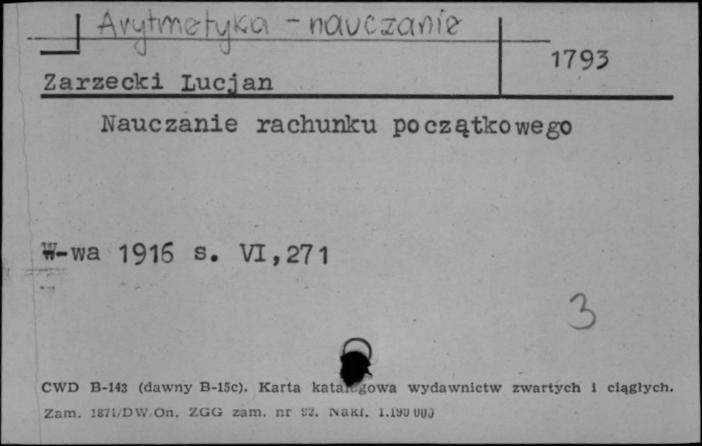 Arytmetyka - nauczanie
1793
Zarzecki Lucjan
Nauczanie rachunku początkowego
W-wa 1916 s. VI,271
3
CWD B-143 (dawny B-15c). Karta katalogowa wydawnictw zwartych i ciągłych.
Zam. 1871/DW/On. ZGG zam. nr 92. Nakł. 1.190 000